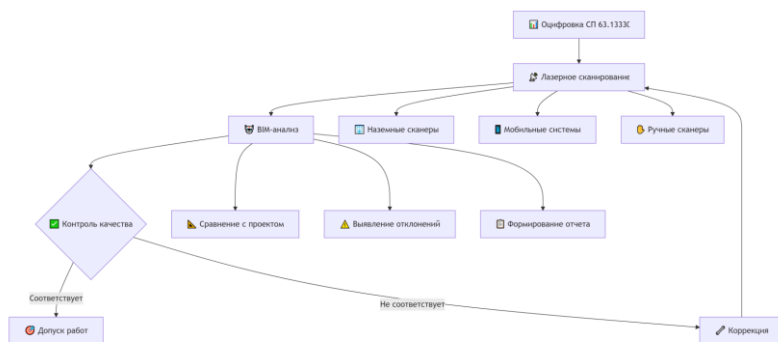 📊 Оцифровка СП 63.1333
Лазерное сканирование
BIM-анализ
Наземные сканеры
Мобильные системы
Ручные сканеры
Контроль качества
Сравнение с проектом
Выявление отклонений
Формирование отчета
Соответствует
Не соответствует
Допуск работ
Коррекция